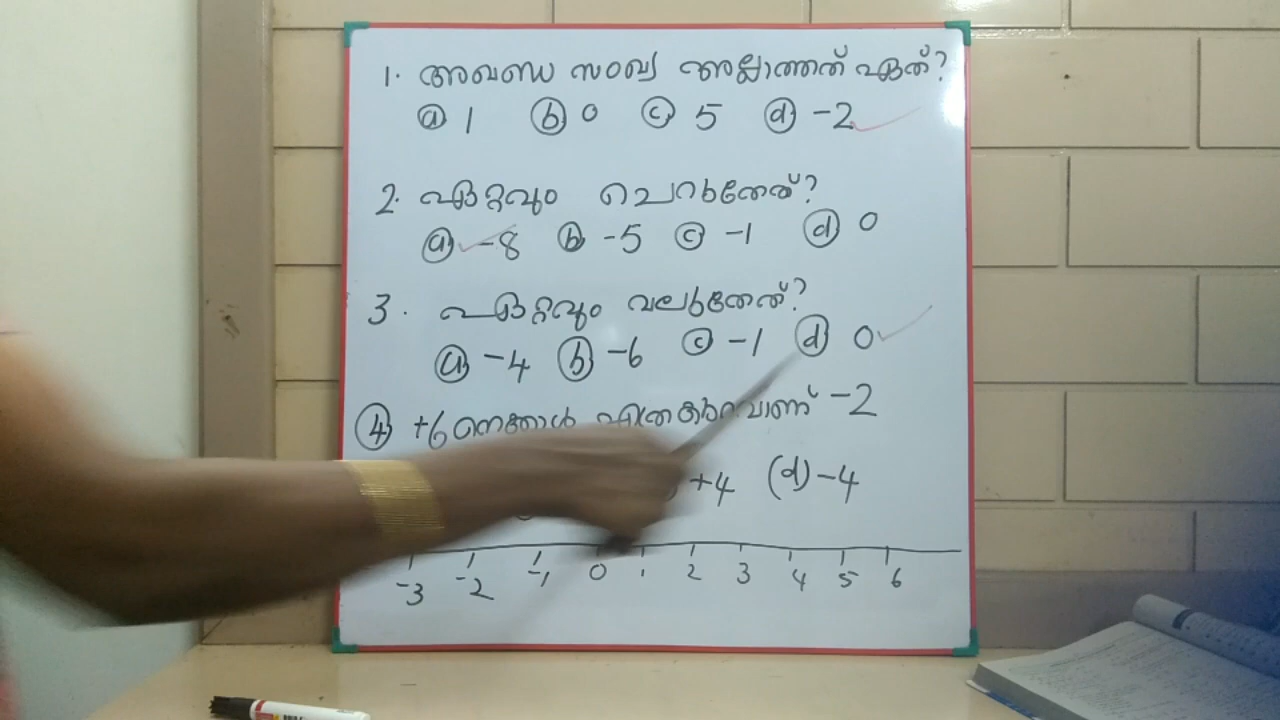 1. അഖണ്ഡ സംഖ്യ അല്ലാത്തത് ഏത്?
ⓐ 1 ⓑ 0 ⓒ 5 ⓓ -2
2. ഏറ്റവും ചെറുതേത്?
ⓐ -8 ⓑ -5 ⓒ -1 ⓓ 0
3. ഏറ്റവും വലുതേത്?
ⓐ -4 ⓑ -6 ⓒ -1 ⓓ 0
④ +6 നെക്കാൾ എത്ര കുറവാണ് -2
+4 (d) -4
-3 -2 -1 0 1 2 3 4 5 6